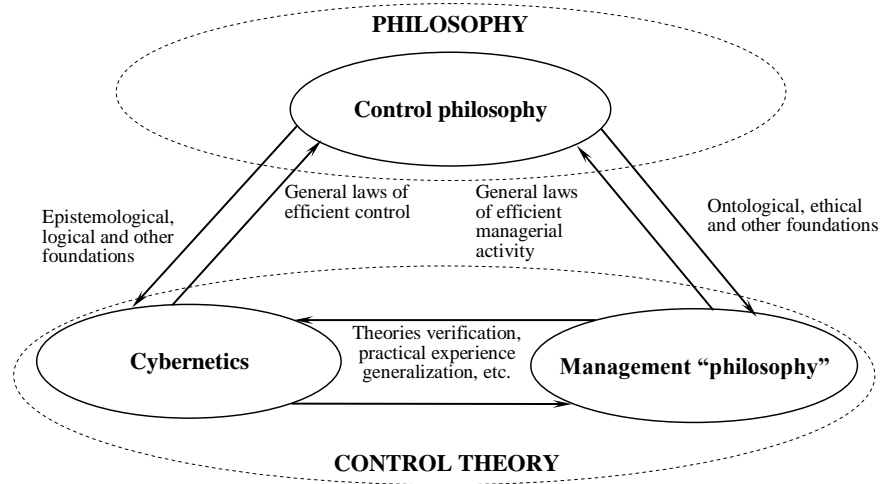 PHILOSOPHY
Control philosophy
General laws of
efficient control
General laws
of efficient
managerial
activity
Epistemological,
logical and other
foundations
Ontological, ethical
and other foundations
Cybernetics
Theories verification,
practical experience
generalization, etc.
Management “philosophy”
CONTROL THEORY